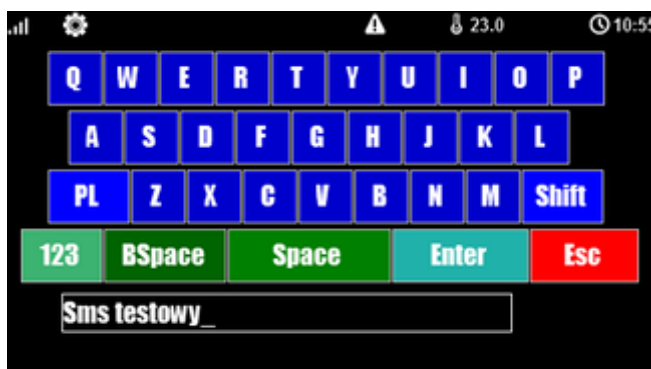 23.0 10:55
Q W E R T Y U I O P
A S D F G H J K L
PL Z X C V B N M Shift
123 BSpace Space Enter Esc
Sms testowy_